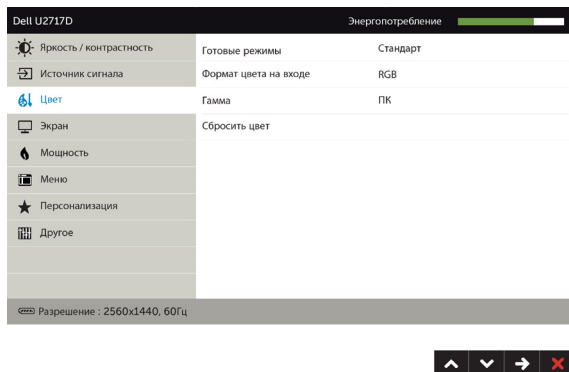 Dell U2717D Энергопотребление
Яркость / контрастность
Источник сигнала
Цвет
Экран
Мощность
Меню
Персонализация
Другое
Готовые режимы Стандарт
Формат цвета на входе RGB
Гамма ПК
Сбросить цвет
Разрешение : 2560x1440, 60Гц